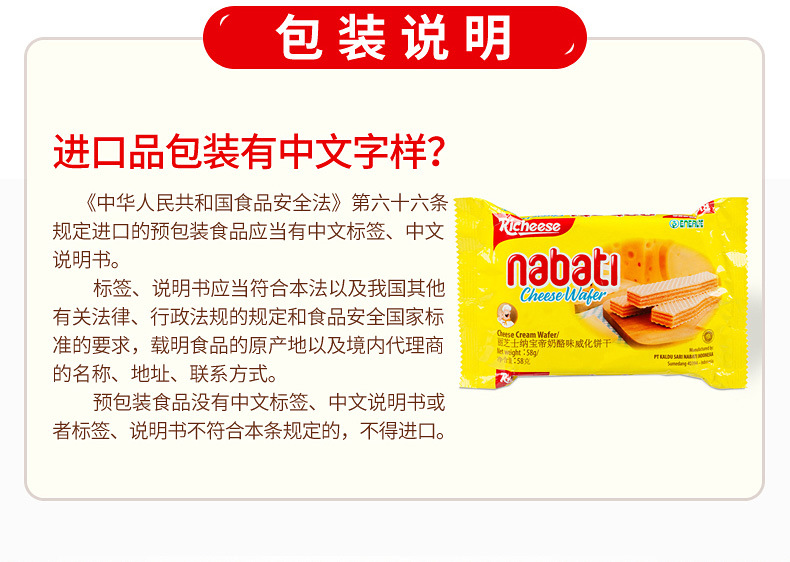 包装说明
进口品包装有中文字样？
《中华人民共和国食品安全法》第六十六条
规定进口的预包装食品应当有中文标签、中文
说明书。
标签、说明书应当符合本法以及我国其他
有关法律、行政法规的规定和食品安全国家标
准的要求，载明食品的原产地以及境内代理商
的名称、地址、联系方式。
预包装食品没有中文标签、中文说明书或
者标签、说明书不符合本条规定的，不得进口。
Richeese
nabati
Cheese Wafer
Cheese Cream Wafer/
丽芝士纳宝帝奶酪味威化饼干
Net weight : 58g/
58克
Manufactured by:
PT KALDU SARI NABATI INDONESIA